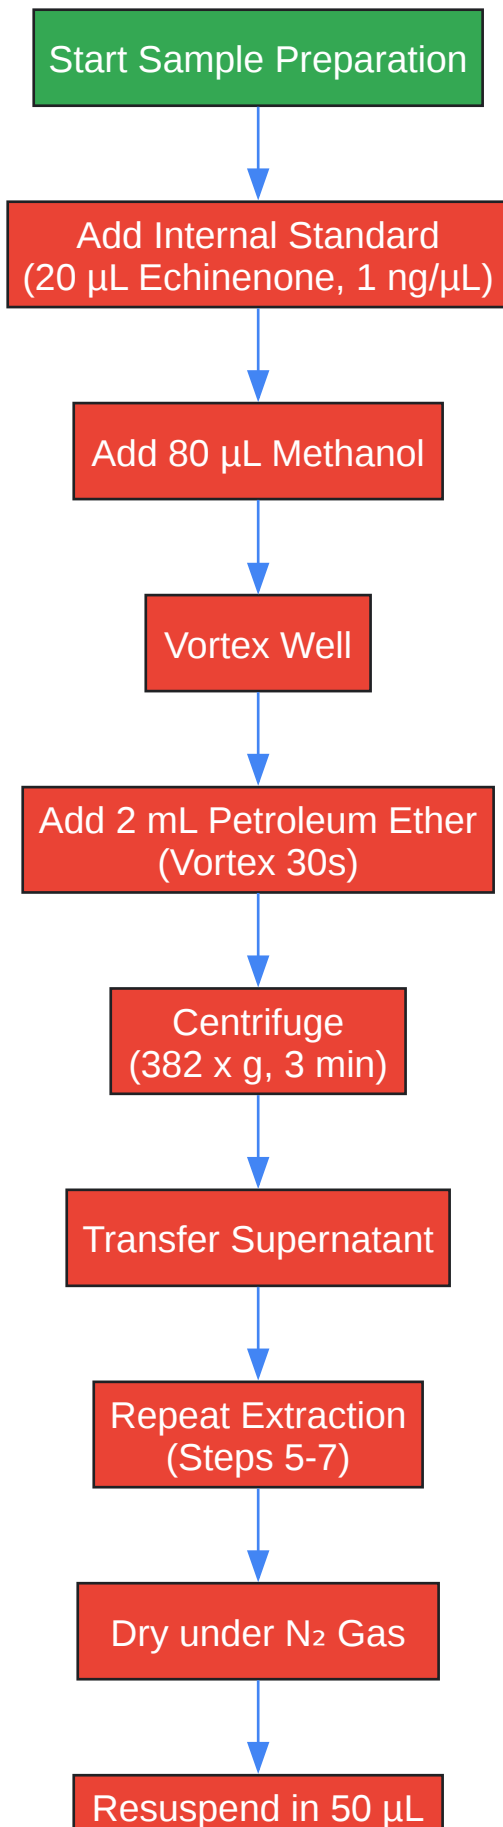 Start Sample Preparation
Add Internal Standard
(20 µL Echinenone, 1 ng/µL)
Add 80 µL Methanol
Vortex Well
Add 2 mL Petroleum Ether
(Vortex 30s)
Centrifuge
(382 x g, 3 min)
Transfer Supernatant
Repeat Extraction
(Steps 5-7)
Dry under N₂ Gas
Resuspend in 50 µL